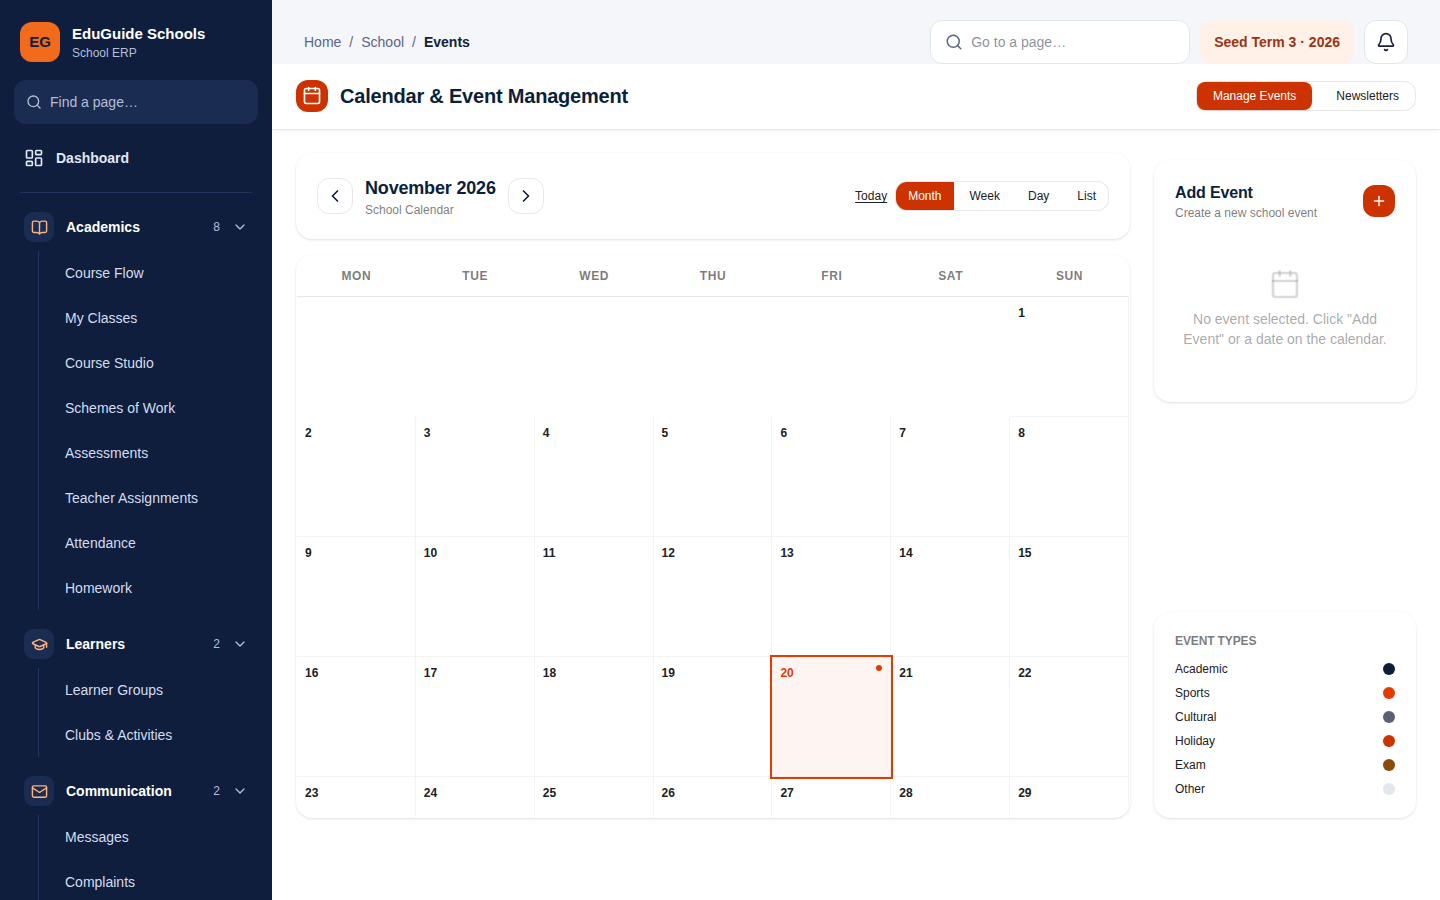 EG
EduGuide Schools
School ERP
Find a page…
Dashboard
Academics 8
Course Flow
My Classes
Course Studio
Schemes of Work
Assessments
Teacher Assignments
Attendance
Homework
Learners 2
Learner Groups
Clubs & Activities
Communication 2
Messages
Complaints
Home / School / Events
Go to a page…
Seed Term 3 · 2026
Calendar & Event Management
Manage Events Newsletters
November 2026
School Calendar
Today Month Week Day List
MON TUE WED THU FRI SAT SUN
1
2 3 4 5 6 7 8
9 10 11 12 13 14 15
16 17 18 19 20 21 22
23 24 25 26 27 28 29
Add Event
Create a new school event
No event selected. Click "Add
Event" or a date on the calendar.
EVENT TYPES
Academic
Sports
Cultural
Holiday
Exam
Other